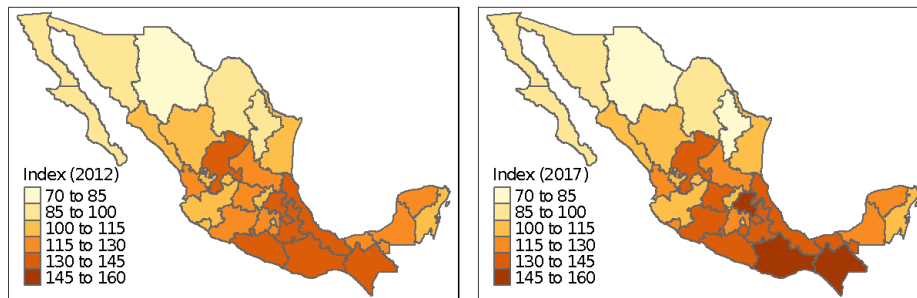 Index (2012)
70 to 85
85 to 100
100 to 115
115 to 130
130 to 145
145 to 160
Index (2017)
70 to 85
85 to 100
100 to 115
115 to 130
130 to 145
145 to 160